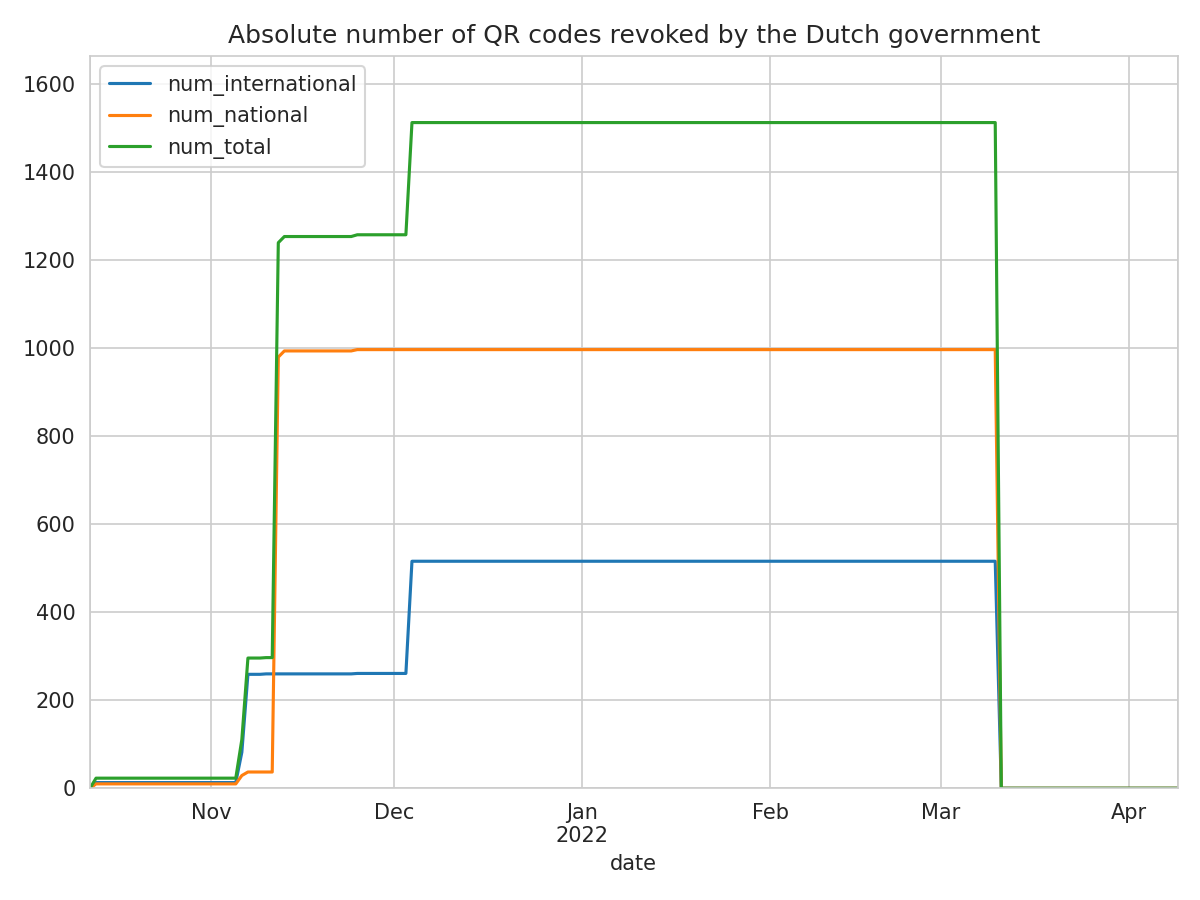 Absolute number of QR codes revoked by the Dutch government
num_international
num_national
num_total
1600
1400
1200
1000
800
600
400
200
0
Nov Dec Jan Feb Mar Apr
2022
date